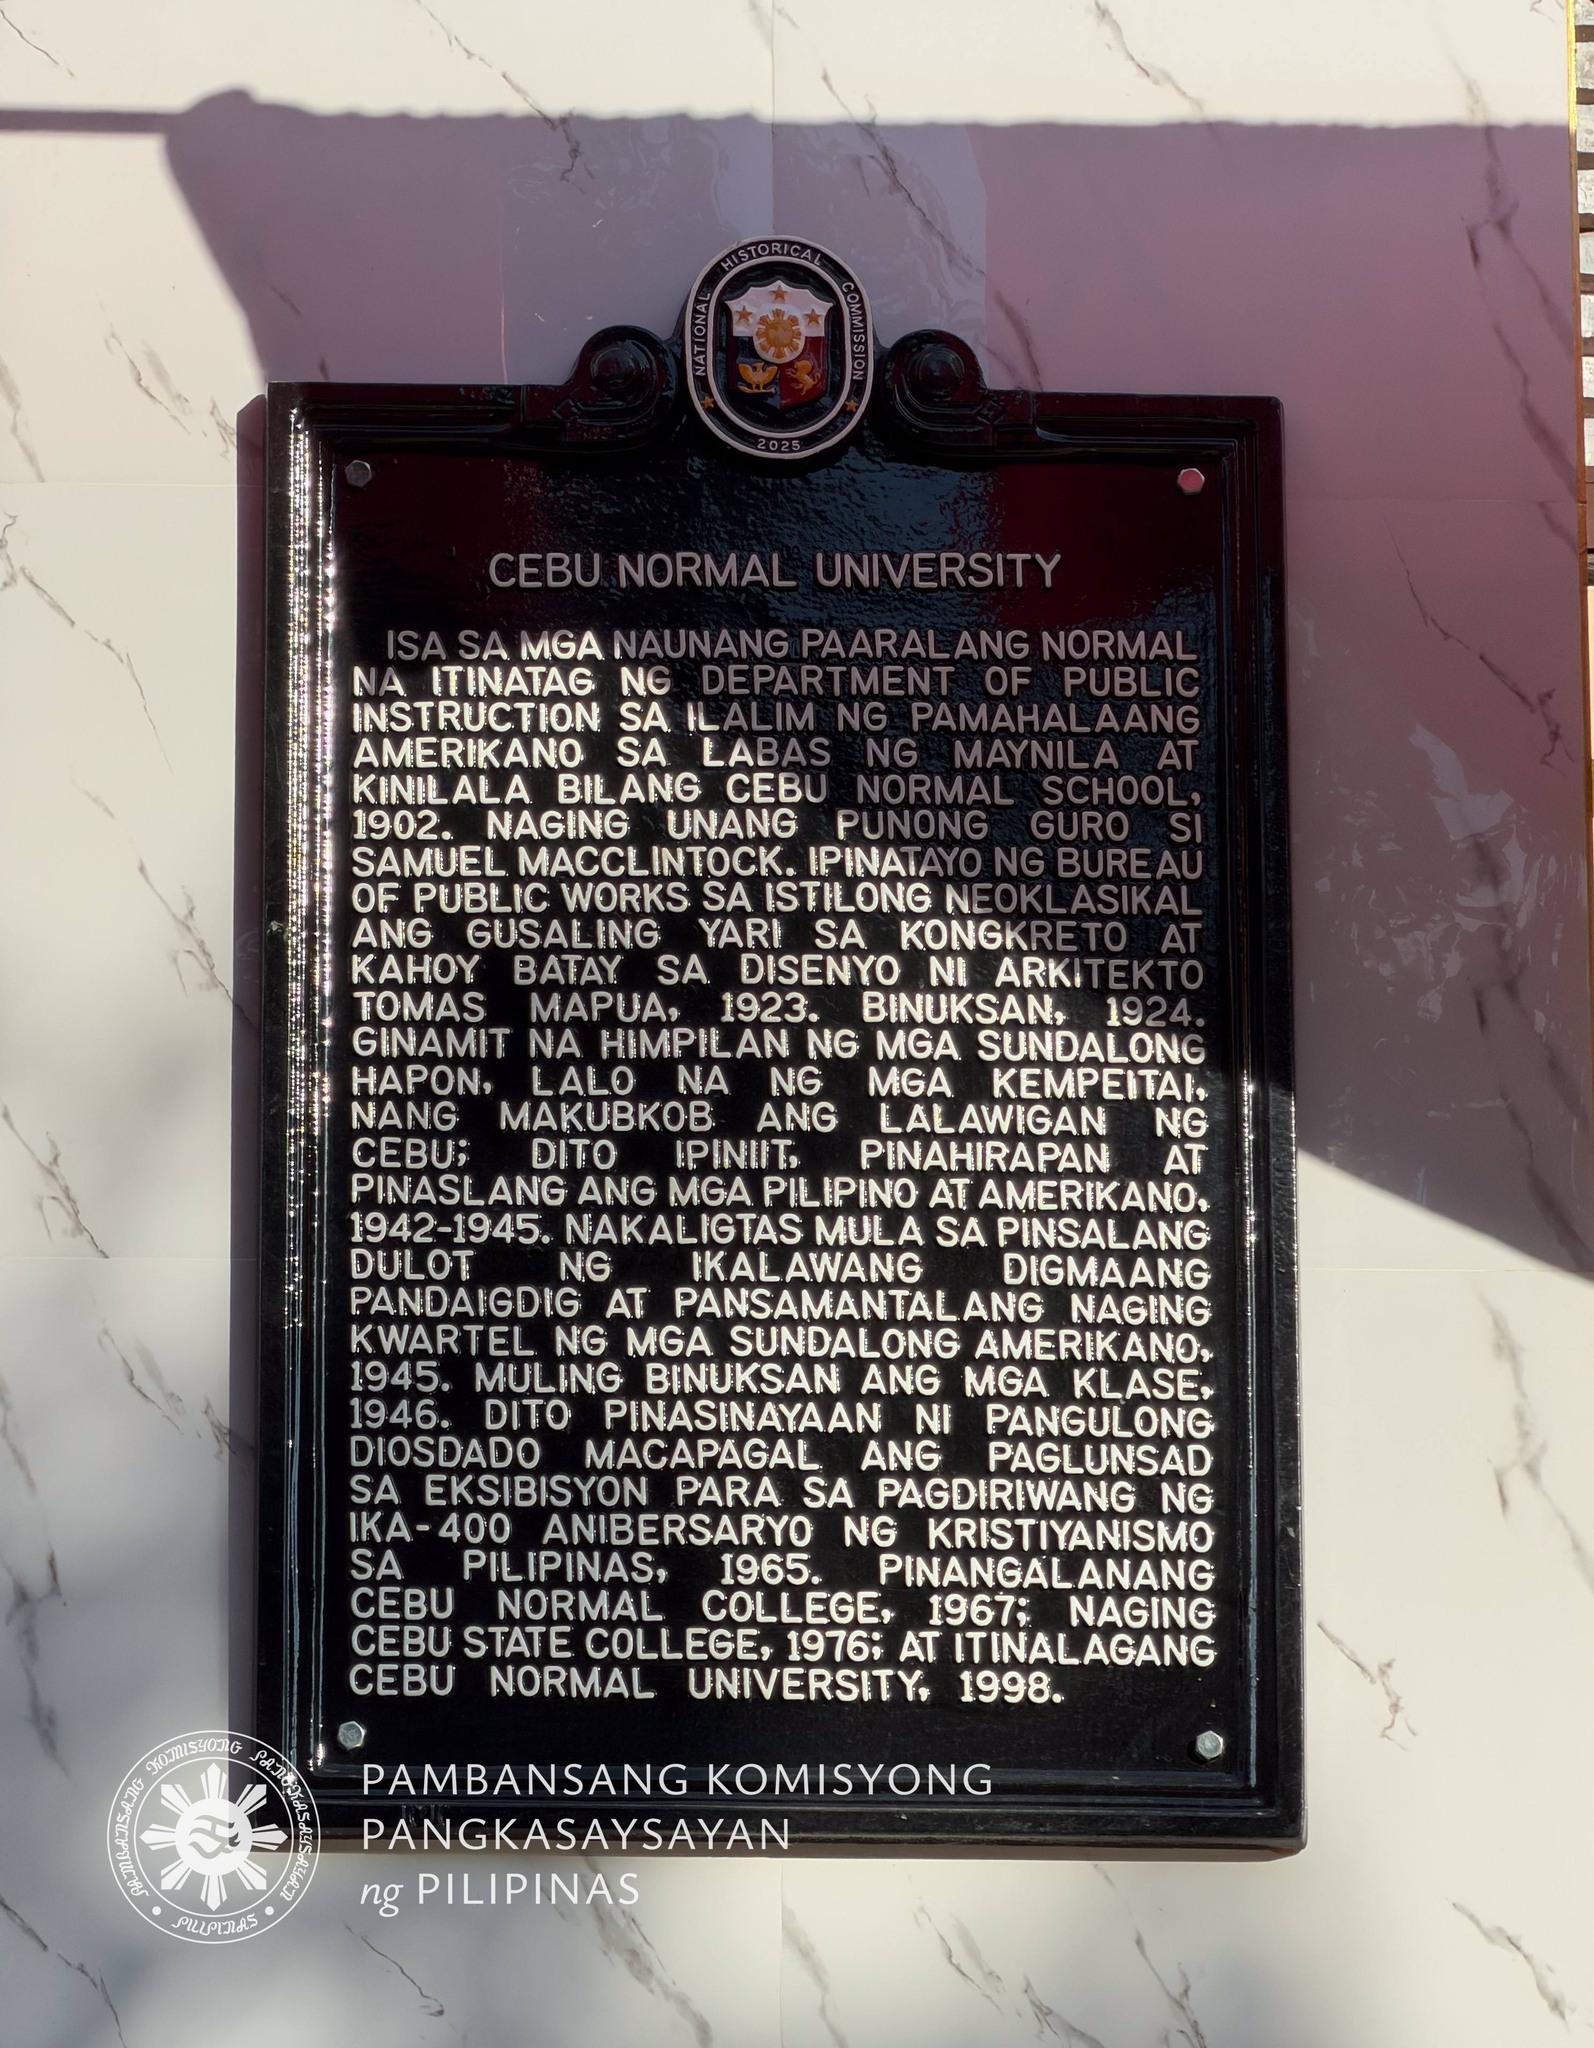 NATIONAL HISTORICAL COMMISSION
2025
CEBU NORMAL UNIVERSITY
ISA SA MGA NAUNANG PAARALANG NORMAL
NA ITINATAG NG DEPARTMENT OF PUBLIC
INSTRUCTION SA ILALIM NG PAMAHALAANG
AMERIKANO SA LABAS NG MAYNILA AT
KINILALA BILANG CEBU NORMAL SCHOOL,
1902. NAGING UNANG PUNONG GURO SI
SAMUEL MACCLINTOCK. IPINATAYO NG BUREAU
OF PUBLIC WORKS SA ISTILONG NEOKLASIKAL
ANG GUSALING YARI SA KONGKRETO AT
KAHOY BATAY SA DISENYO NI ARKITEKTO
TOMAS MAPUA, 1923. BINUKSAN, 1924.
GINAMIT NA HIMPILAN NG MGA SUNDALONG
HAPON, LALO NA NG MGA KEMPEITAI,
NANG MAKUBKOB ANG LALAWIGAN NG
CEBU; DITO IPINIIT, PINAHIRAPAN AT
PINASLANG ANG MGA PILIPINO AT AMERIKANO,
1942-1945. NAKALIGTAS MULA SA PINSALANG
DULOT NG IKALAWANG DIGMAANG
PANDAIGDIG AT PANSAMANTALANG NAGING
KWARTEL NG MGA SUNDALONG AMERIKANO,
1945. MULING BINUKSAN ANG MGA KLASE,
1946. DITO PINASINAYAAN NI PANGULONG
DIOSDADO MACAPAGAL ANG PAGLUNSAD
SA EKSIBISYON PARA SA PAGDIRIWANG NG
IKA-400 ANIBERSARYO NG KRISTIYANISMO
SA PILIPINAS, 1965. PINANGALANANG
CEBU NORMAL COLLEGE, 1967; NAGING
CEBU STATE COLLEGE, 1976; AT ITINALAGANG
CEBU NORMAL UNIVERSITY, 1998.
PAMBANSANG KOMISYONG PANGKASAYSAYAN
PILIPINAS
PAMBANSANG KOMISYONG
PANGKASAYSAYAN
ng PILIPINAS